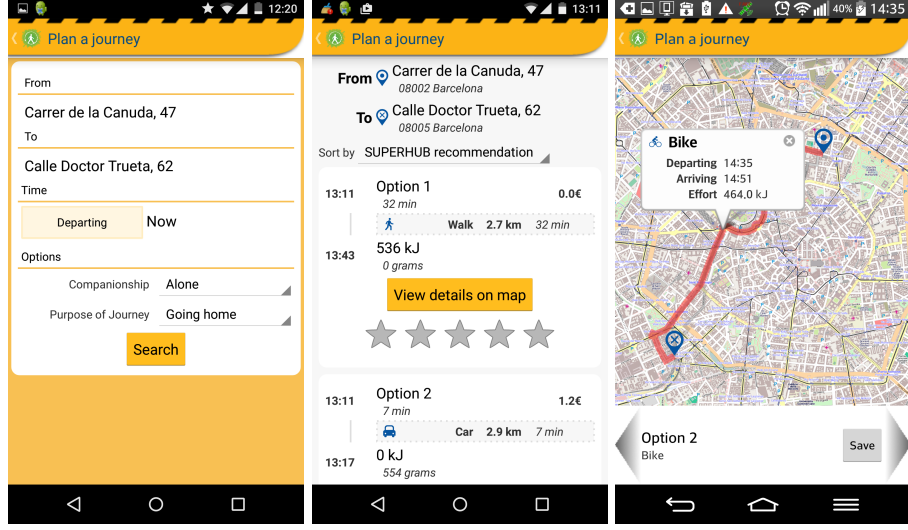 12:20
Plan a journey
From
Carrer de la Canuda, 47
To
Calle Doctor Trueta, 62
Time
Departing Now
Options
Companionship Alone
Purpose of Journey Going home
Search
13:11
Plan a journey
From Carrer de la Canuda, 47
08002 Barcelona
To Calle Doctor Trueta, 62
08005 Barcelona
Sort by SUPERHUB recommendation
13:11 Option 1 0.0€
32 min
Walk 2.7 km 32 min
13:43 536 kJ
0 grams
View details on map
13:11 Option 2 1.2€
7 min
Car 2.9 km 7 min
13:17 0 kJ
554 grams
40% 14:35
Plan a journey
Bike
Departing 14:35
Arriving 14:51
Effort 464,0 kJ
Option 2
Bike
Save